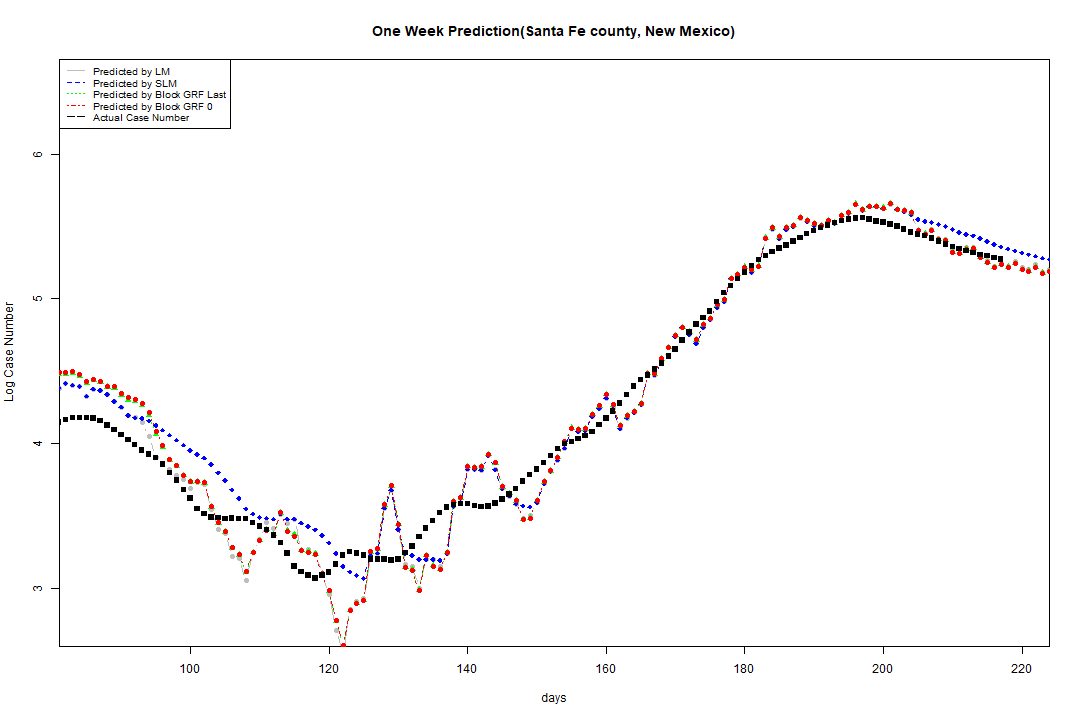 One Week Prediction(Santa Fe county, New Mexico)
Predicted by LM
Predicted by SLM
Predicted by Block GRF Last
Predicted by Block GRF 0
Actual Case Number
Log Case Number
6
5
4
3
100 120 140 160 180 200 220
days